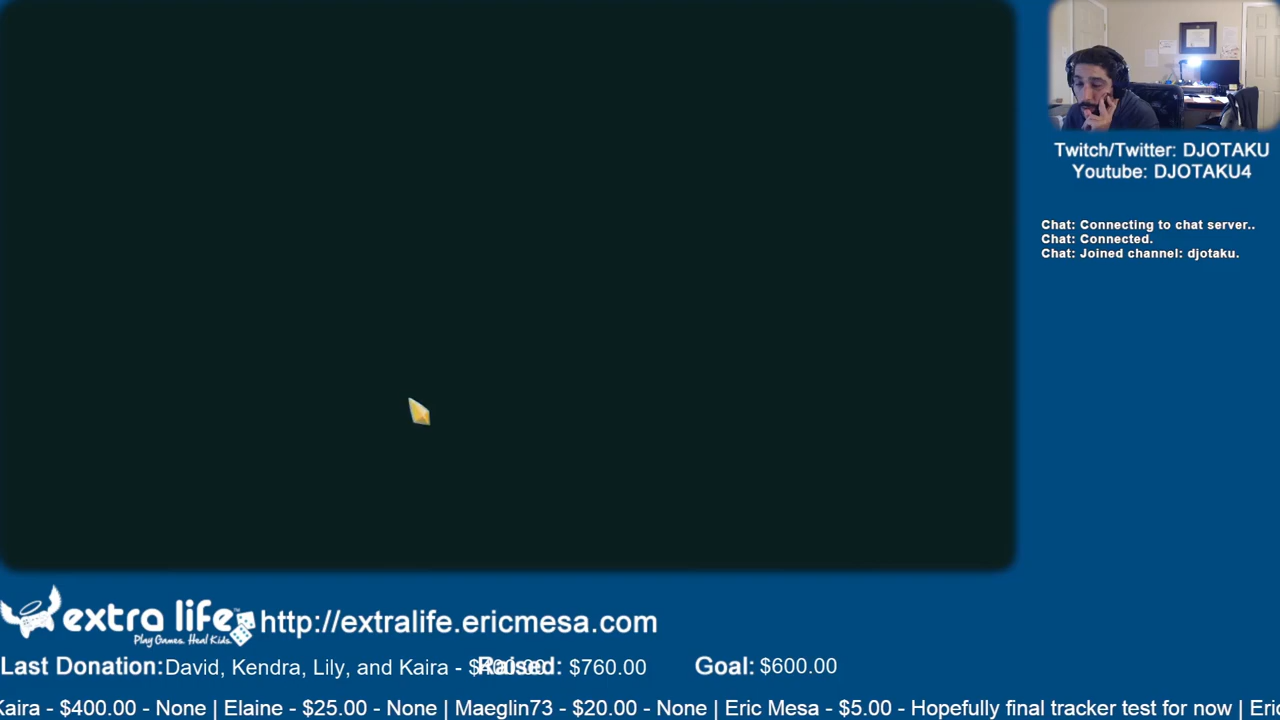 Twitch/Twitter: DJOTAKU
Youtube: DJOTAKU4
Chat: Connecting to chat server..
Chat: Connected.
Chat: Joined channel: djotaku.
extra life
Play Games. Heal Kids.
http://extralife.ericmesa.com
Last Donation: David, Kendra, Lily, and Kaira - $400.00 Raised: $760.00 Goal: $600.00
Kaira - $400.00 - None | Elaine - $25.00 - None | Maeglin73 - $20.00 - None | Eric Mesa - $5.00 - Hopefully final tracker test for now | Eric